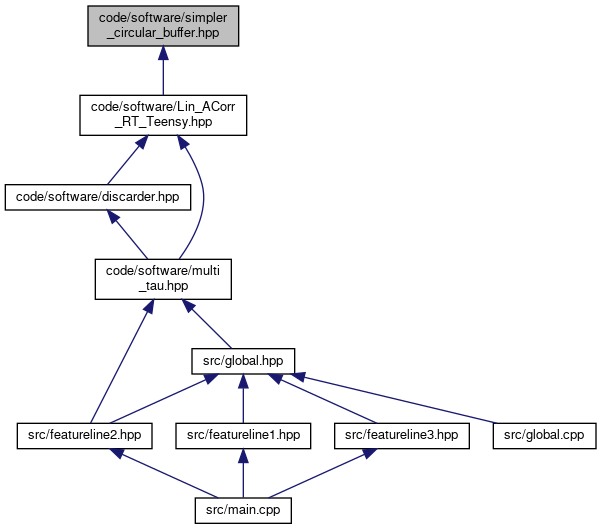 code/software/simpler
_circular_buffer.hpp
code/software/Lin_ACorr
_RT_Teensy.hpp
code/software/discarder.hpp
code/software/multi
_tau.hpp
src/global.hpp
src/featureline2.hpp
src/featureline1.hpp
src/featureline3.hpp
src/global.cpp
src/main.cpp